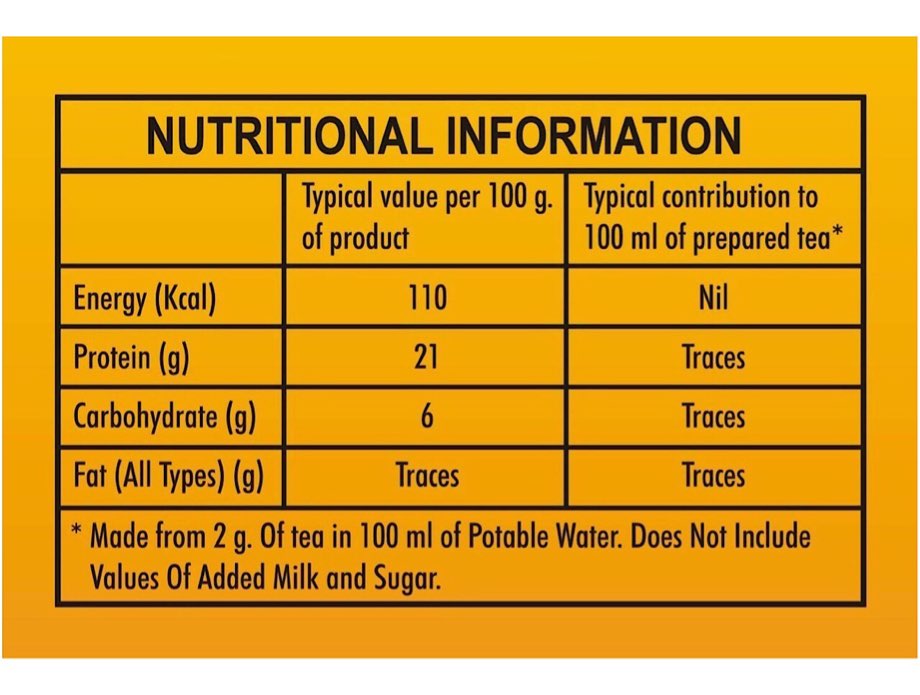 NUTRITIONAL INFORMATION
Typical value per 100 g. of product
Typical contribution to 100 ml of prepared tea*
Energy (Kcal) 110 Nil
Protein (g) 21 Traces
Carbohydrate (g) 6 Traces
Fat (All Types) (g) Traces Traces
* Made from 2 g. Of tea in 100 ml of Potable Water. Does Not Include
Values Of Added Milk and Sugar.